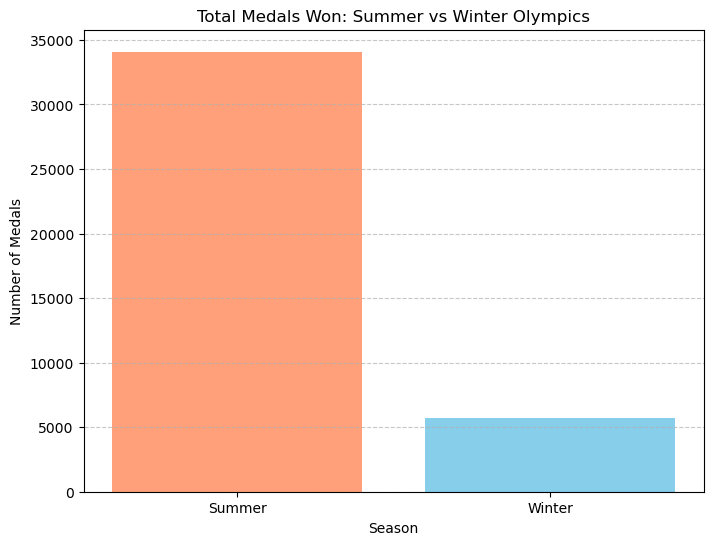 Total Medals Won: Summer vs Winter Olympics
35000
30000
25000
20000
15000
10000
5000
0
Number of Medals
Summer
Winter
Season